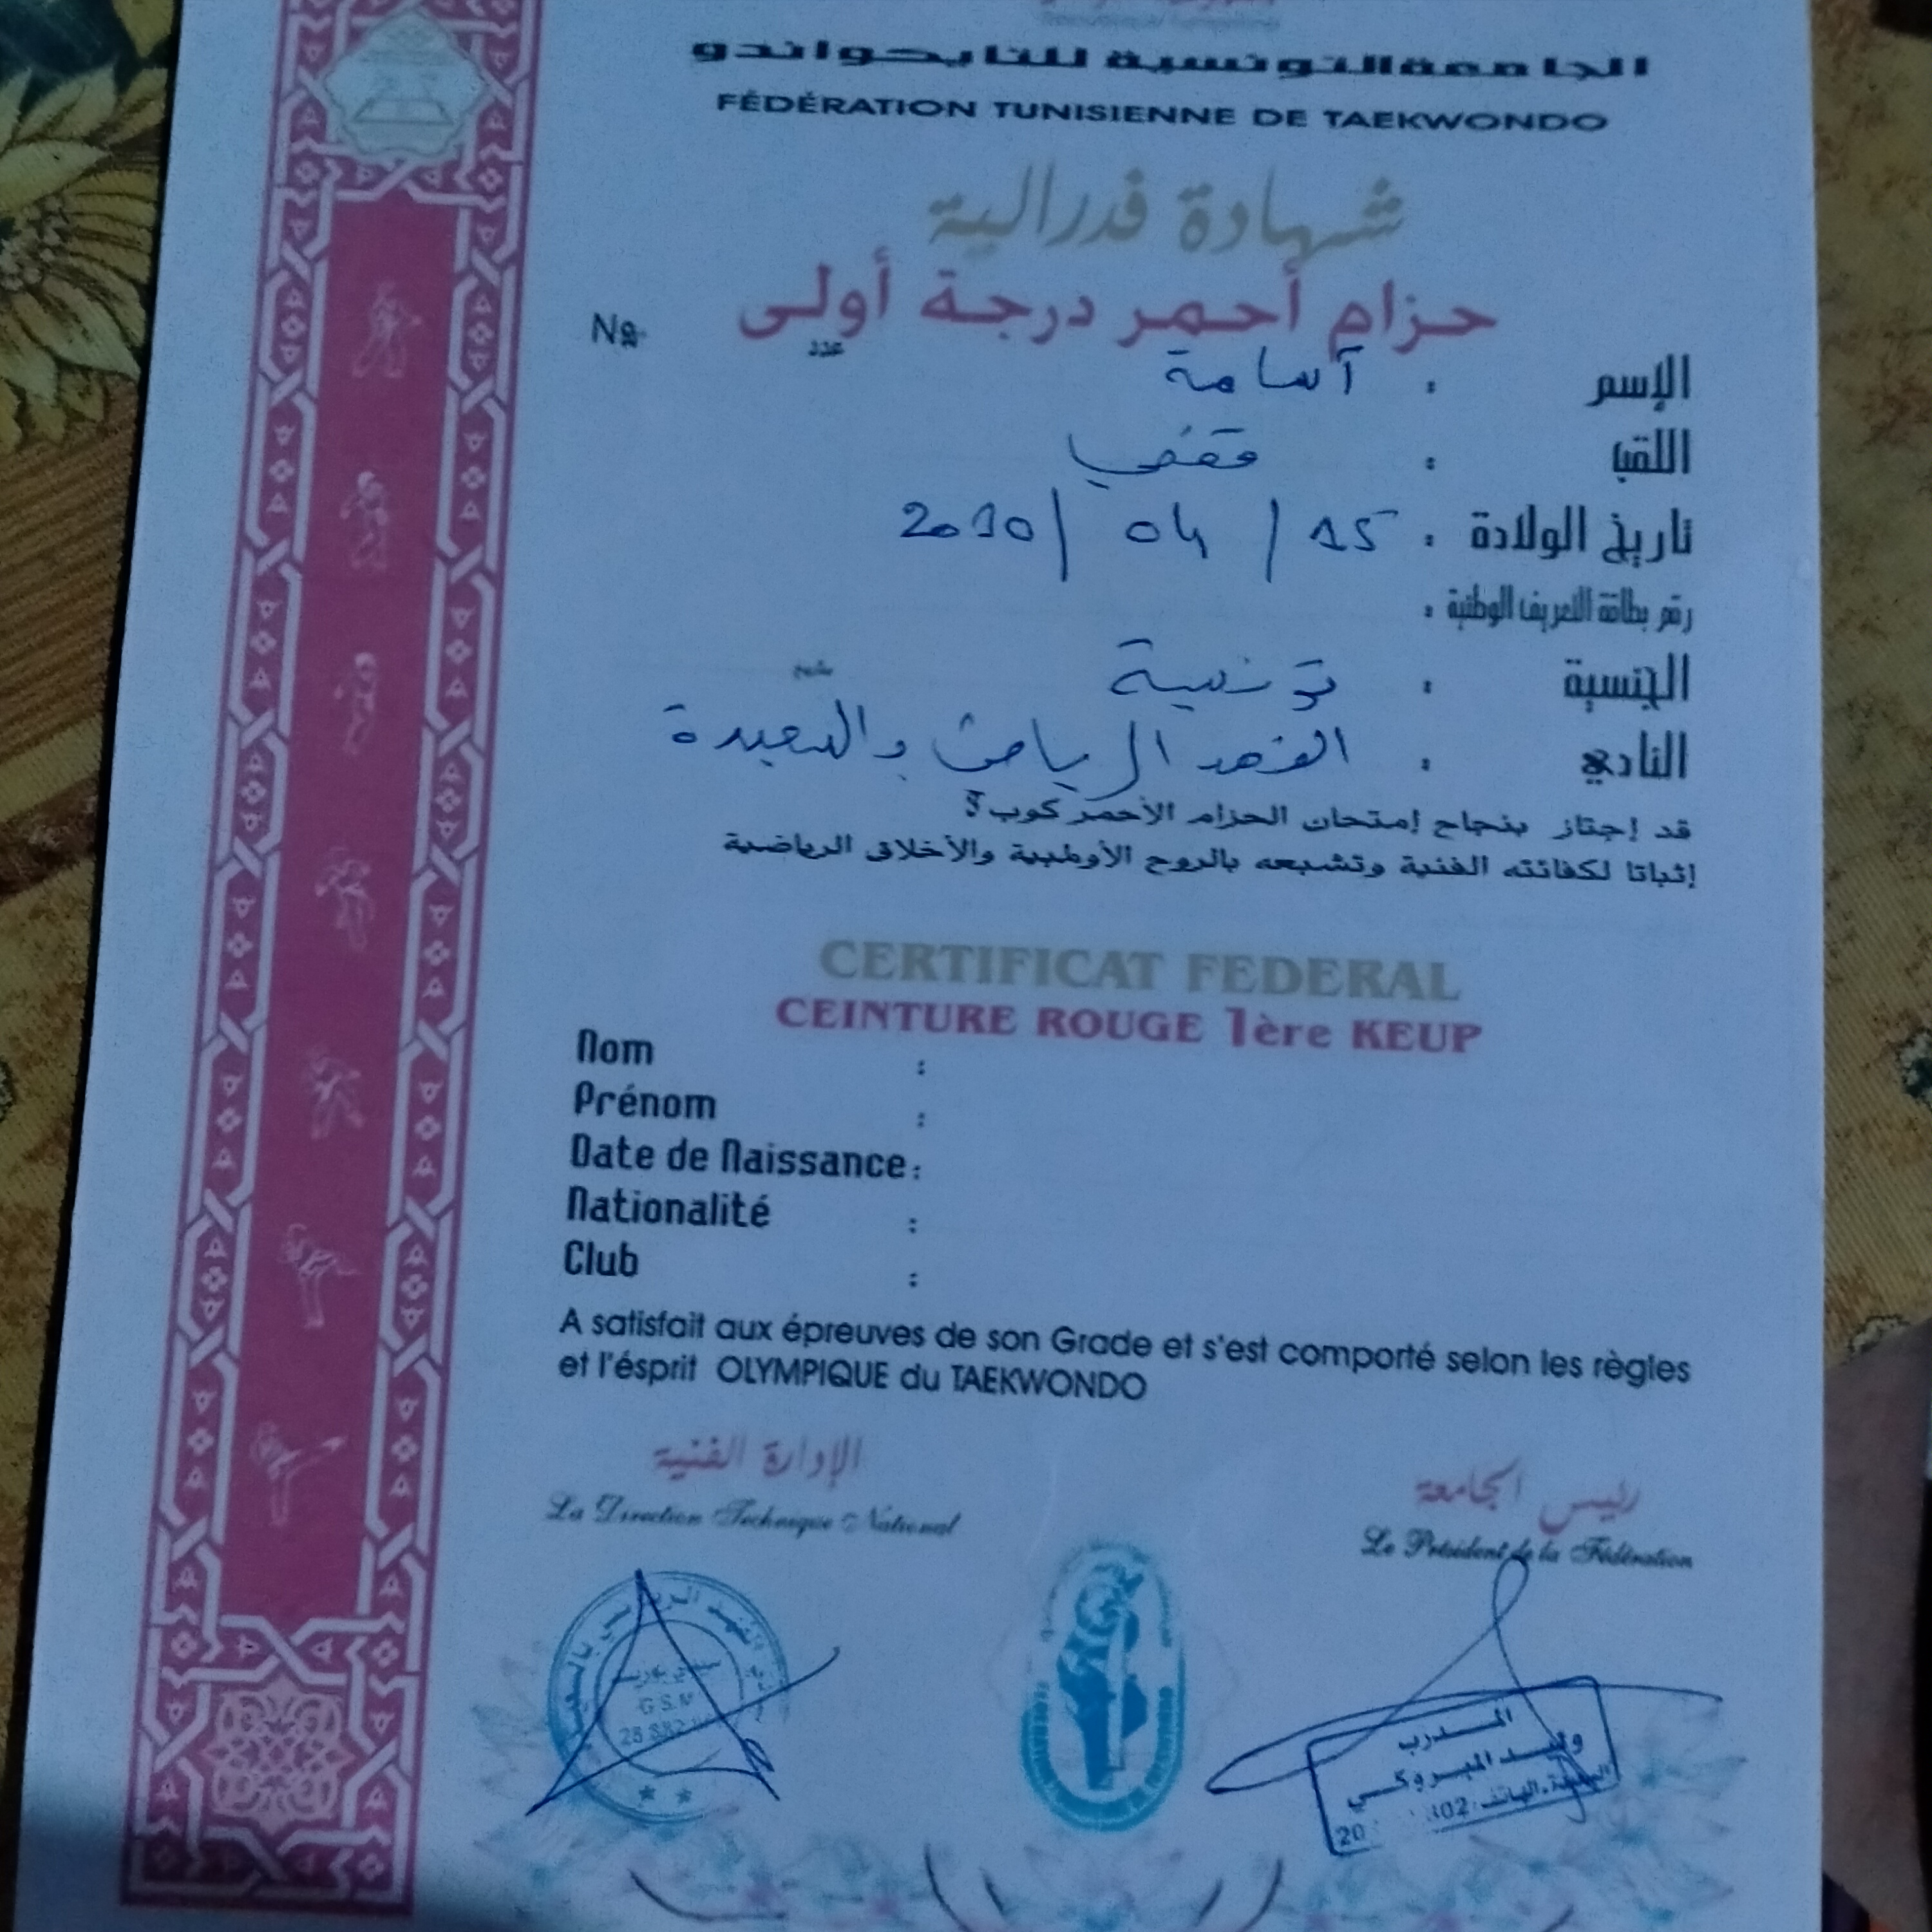 الجامعة التونسية للتايكواندو
FÉDÉRATION TUNISIENNE DE TAEKWONDO
شهادة فدرالية
حزام أحمر درجة أولى
عدد
الإسم : آسامة
اللقب :
تاريخ الولادة : 15 / 04 / 2010
رقم بطاقة التعريف الوطنية :
الجنسية : تونسية
النادي : الفهد الرياضي بالسعيدة
قد إجتاز بنجاح إمتحان الحزام الأحمر كوب
إثباتا لكفائته الفنية وتشبعه بالروح الأولمبية والأخلاق الرياضية
CERTIFICAT FEDERAL
CEINTURE ROUGE 1ère KEUP
Nom :
Prénom :
Date de Naissance :
Nationalité :
Club :
A satisfait aux épreuves de son Grade et s'est comporté selon les règles
et l'ésprit OLYMPIQUE du TAEKWONDO
الإدارة الفنية
La Direction Technique National
رئيس الجامعة
Le Président de la Fédération
G.S.M
المدرب
وليد المبروكي